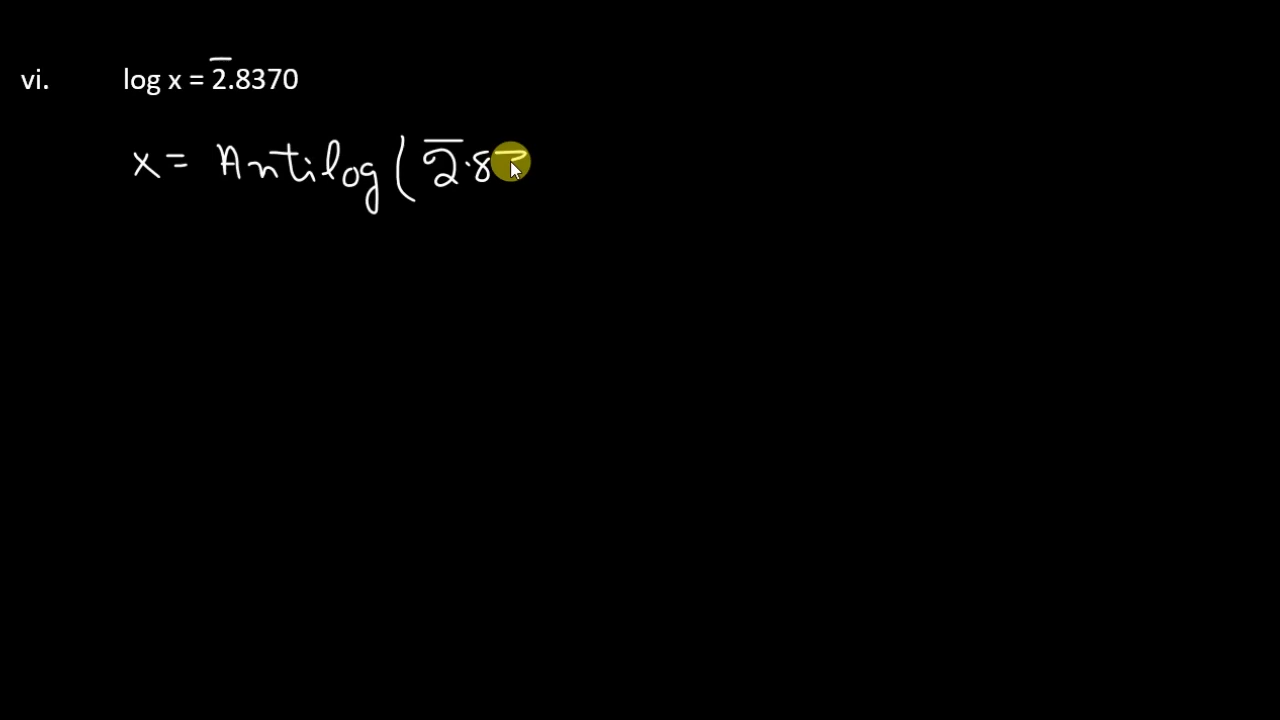 vi. log x = 2̅.8370
x = Antilog ( 2̅.8